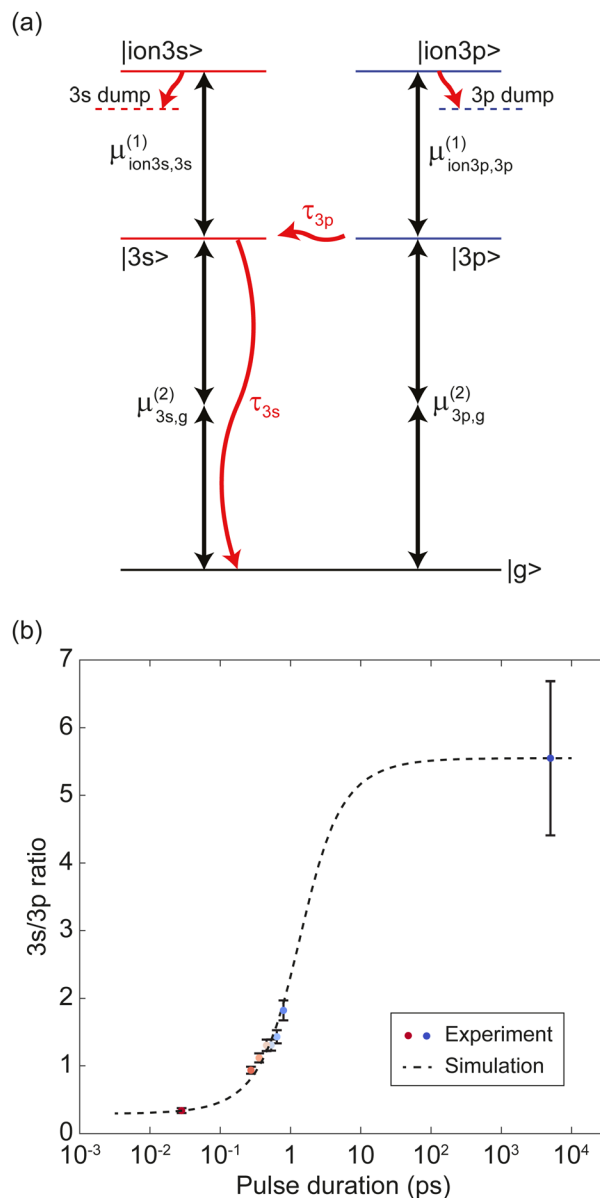 (a)
|ion3s> |ion3p>
3s dump 3p dump
μ(1)ion3s,3s μ(1)ion3p,3p
τ3p
|3s> |3p>
μ(2)3s,g τ3s μ(2)3p,g
|g>
(b)
7
6
5
4
3
2
1
0
3s/3p ratio
Experiment
Simulation
10⁻³ 10⁻² 10⁻¹ 1 10 10² 10³ 10⁴
Pulse duration (ps)